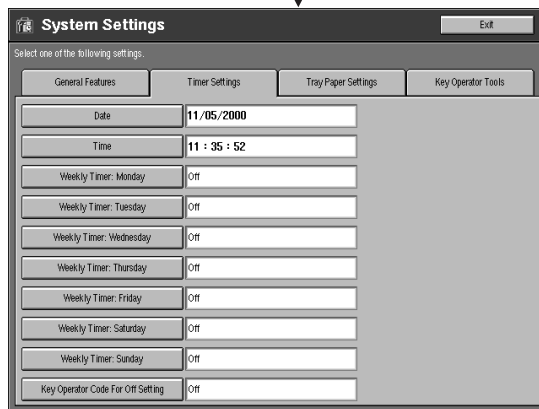 System Settings
Exit
Select one of the following settings.
General Features
Timer Settings
Tray Paper Settings
Key Operator Tools
Date
11/05/2000
Time
11 : 35 : 52
Weekly Timer: Monday
Off
Weekly Timer: Tuesday
Off
Weekly Timer: Wednesday
Off
Weekly Timer: Thursday
Off
Weekly Timer: Friday
Off
Weekly Timer: Saturday
Off
Weekly Timer: Sunday
Off
Key Operator Code For Off Setting
Off